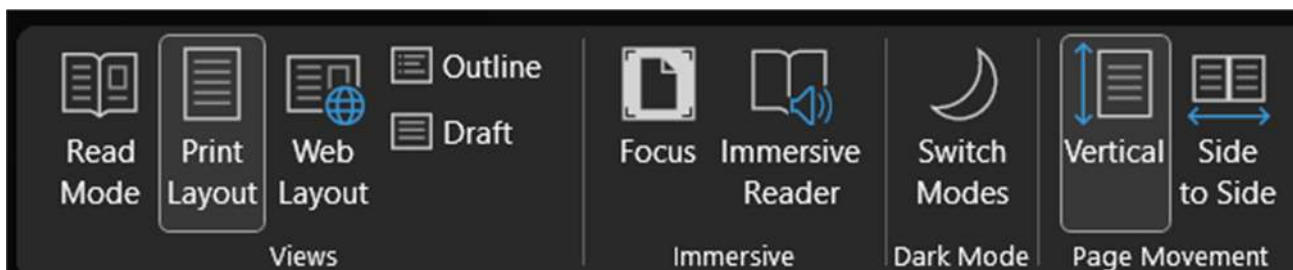 Read
Mode
Print
Layout
Web
Layout
Outline
Draft
Views
Focus
Immersive
Reader
Immersive
Switch
Modes
Dark Mode
Vertical
Side
to Side
Page Movement